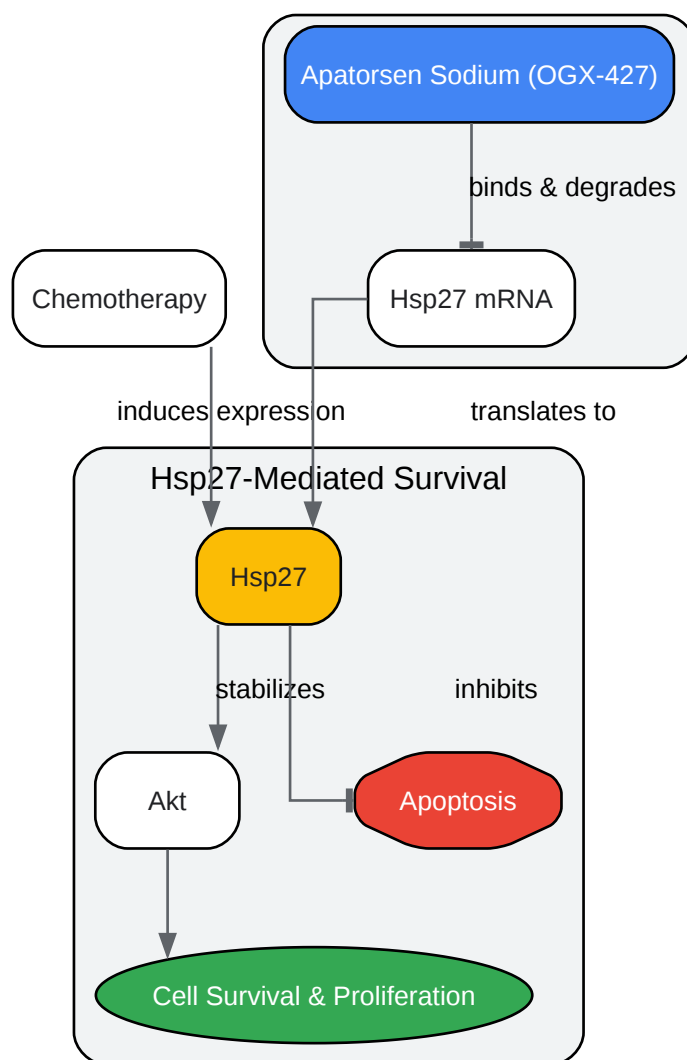 Apatorsen Sodium (OGX-427)
binds & degrades
Chemotherapy
Hsp27 mRNA
induces expression
translates to
Hsp27-Mediated Survival
Hsp27
stabilizes
inhibits
Akt
Apoptosis
Cell Survival & Proliferation